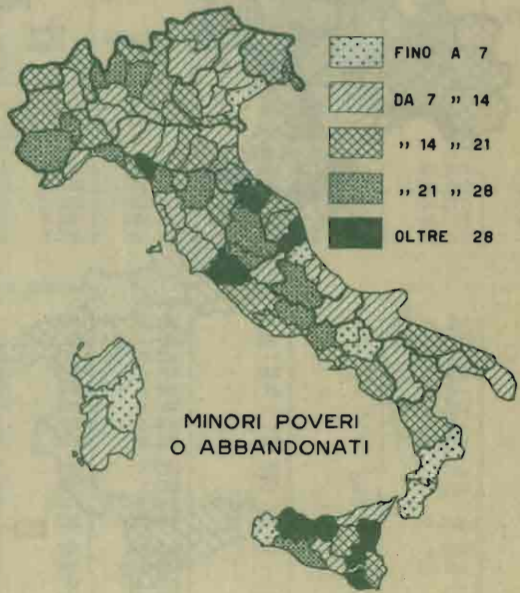 FINO A 7
DA 7 „ 14
„ 14 „ 21
„ 21 „ 28
OLTRE 28
MINORI POVERI
O ABBANDONATI